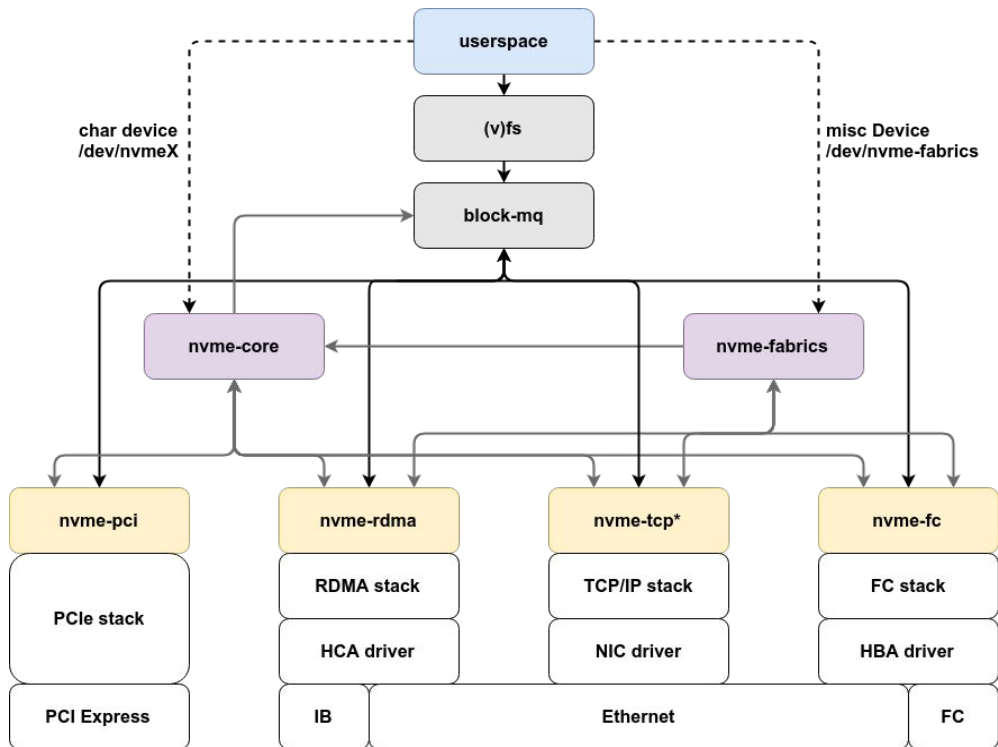 userspace
char device
/dev/nvmeX
(v)fs
misc Device
/dev/nvme-fabrics
block-mq
nvme-core
nvme-fabrics
nvme-pci
nvme-rdma
nvme-tcp*
nvme-fc
PCIe stack
RDMA stack
TCP/IP stack
FC stack
HCA driver
NIC driver
HBA driver
PCI Express
IB
Ethernet
FC